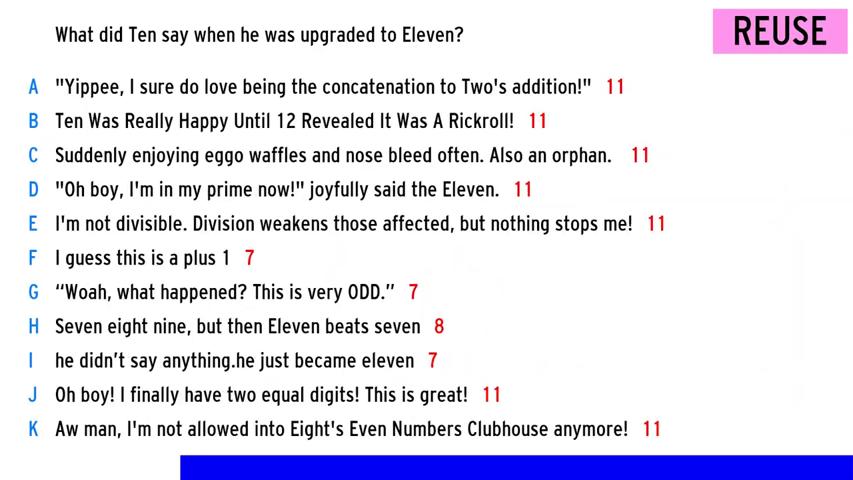 What did Ten say when he was upgraded to Eleven?
REUSE
A "Yippee, I sure do love being the concatenation to Two's addition!" 11
B Ten Was Really Happy Until 12 Revealed It Was A Rickroll! 11
C Suddenly enjoying eggo waffles and nose bleed often. Also an orphan. 11
D "Oh boy, I'm in my prime now!" joyfully said the Eleven. 11
E I'm not divisible. Division weakens those affected, but nothing stops me! 11
F I guess this is a plus 1 7
G “Woah, what happened? This is very ODD.” 7
H Seven eight nine, but then Eleven beats seven 8
I he didn’t say anything.he just became eleven 7
J Oh boy! I finally have two equal digits! This is great! 11
K Aw man, I'm not allowed into Eight's Even Numbers Clubhouse anymore! 11